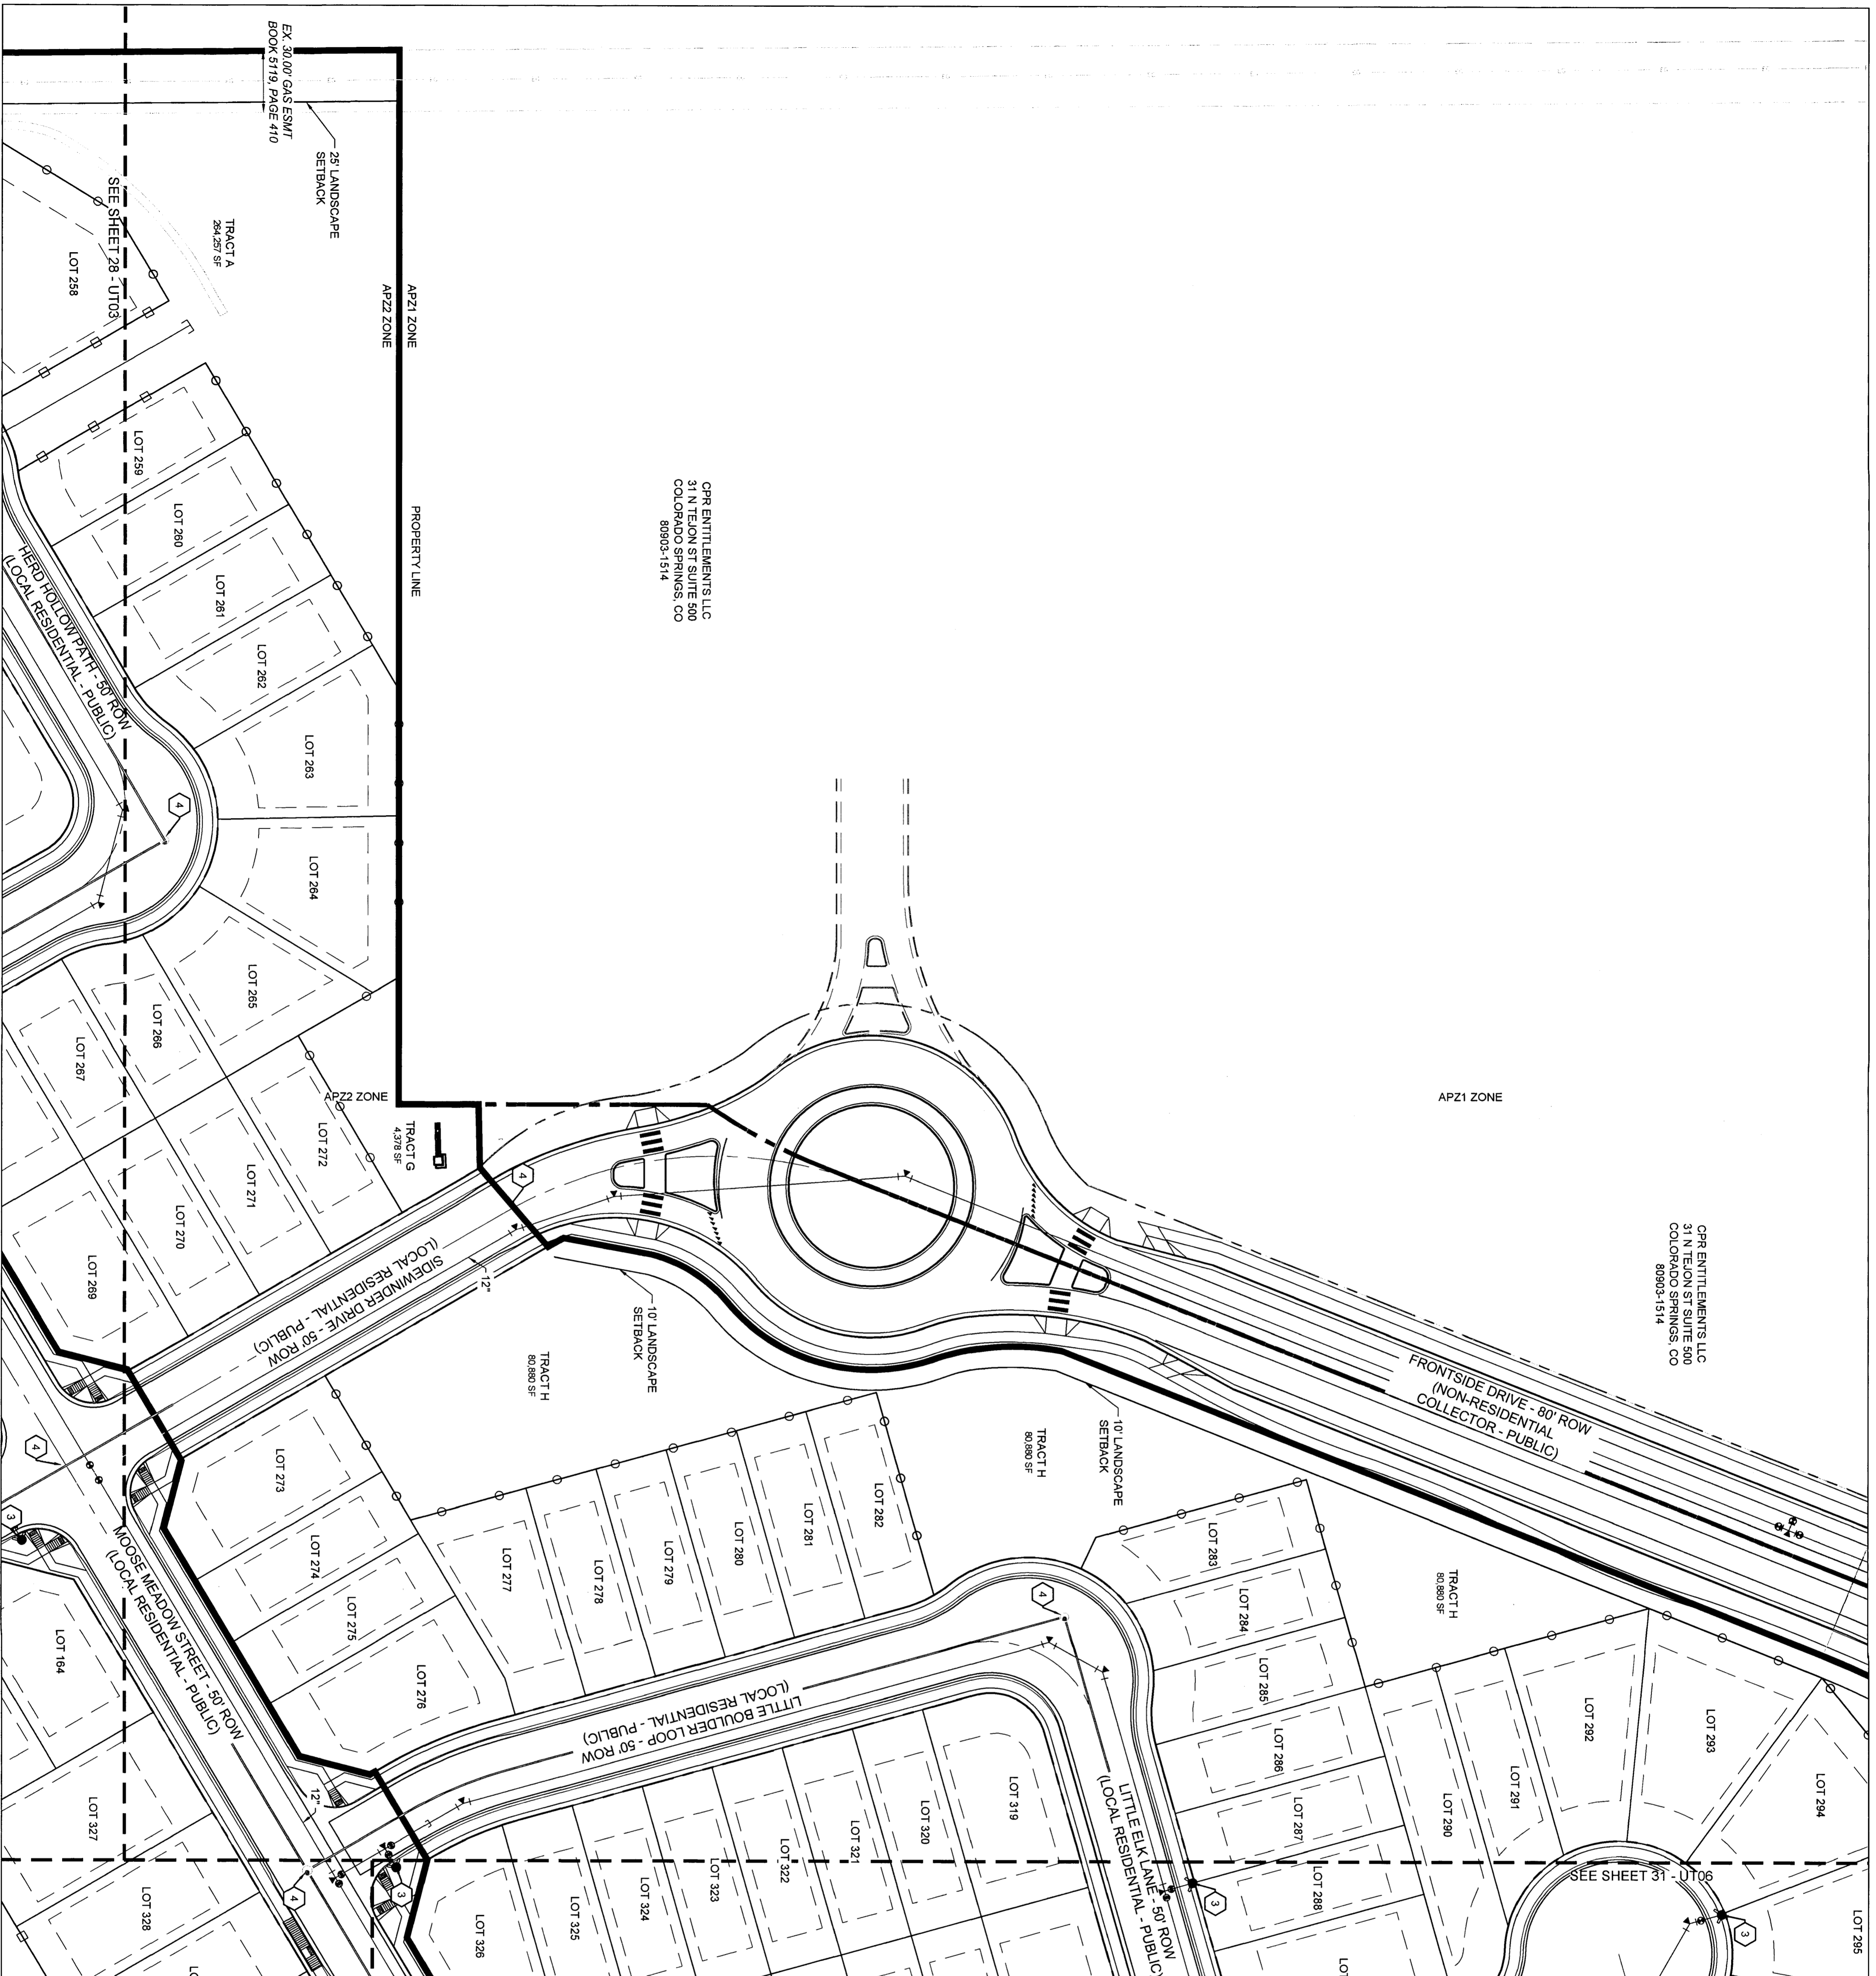 EX. 30.00' GAS ESMT
BOOK 5119, PAGE 410
25' LANDSCAPE
SETBACK
SEE SHEET 28 - UT03
TRACT A
264,257 SF
LOT 258
APZ1 ZONE
APZ2 ZONE
PROPERTY LINE
CPR ENTITLEMENTS LLC
31 N TEJON ST SUITE 500
COLORADO SPRINGS, CO
80903-1514
LOT 259
LOT 260
LOT 261
LOT 262
LOT 263
LOT 264
LOT 265
LOT 266
LOT 267
HERD HOLLOW PATH - 50' ROW
(LOCAL RESIDENTIAL - PUBLIC)
4
APZ2 ZONE
TRACT G
4,378 SF
4
LOT 272
LOT 271
LOT 270
LOT 269
SIDEWINDER DRIVE - 50' ROW
(LOCAL RESIDENTIAL - PUBLIC)
12"
10' LANDSCAPE
SETBACK
TRACT H
80,880 SF
APZ1 ZONE
CPR ENTITLEMENTS LLC
31 N TEJON ST SUITE 500
COLORADO SPRINGS, CO
80903-1514
FRONTSIDE DRIVE - 80' ROW
(NON-RESIDENTIAL
COLLECTOR - PUBLIC)
10' LANDSCAPE
SETBACK
TRACT H
80,880 SF
TRACT H
80,880 SF
4
3
MOOSE MEADOW STREET - 50' ROW
(LOCAL RESIDENTIAL - PUBLIC)
LOT 273
LOT 274
LOT 275
LOT 276
LOT 277
LOT 278
LOT 279
LOT 280
LOT 281
LOT 282
LOT 283
LOT 284
LOT 285
LOT 286
LOT 287
LOT 288
LOT 290
LOT 291
LOT 292
LOT 293
LOT 294
LOT 295
4
LITTLE BOULDER LOOP - 50' ROW
(LOCAL RESIDENTIAL - PUBLIC)
LITTLE ELK LANE - 50' ROW
(LOCAL RESIDENTIAL - PUBLIC)
LOT 319
LOT 320
LOT 321
LOT 322
LOT 323
LOT 324
LOT 325
LOT 326
LOT 164
LOT 327
LOT 328
12"
4
3
3
3
SEE SHEET 31 - UT06